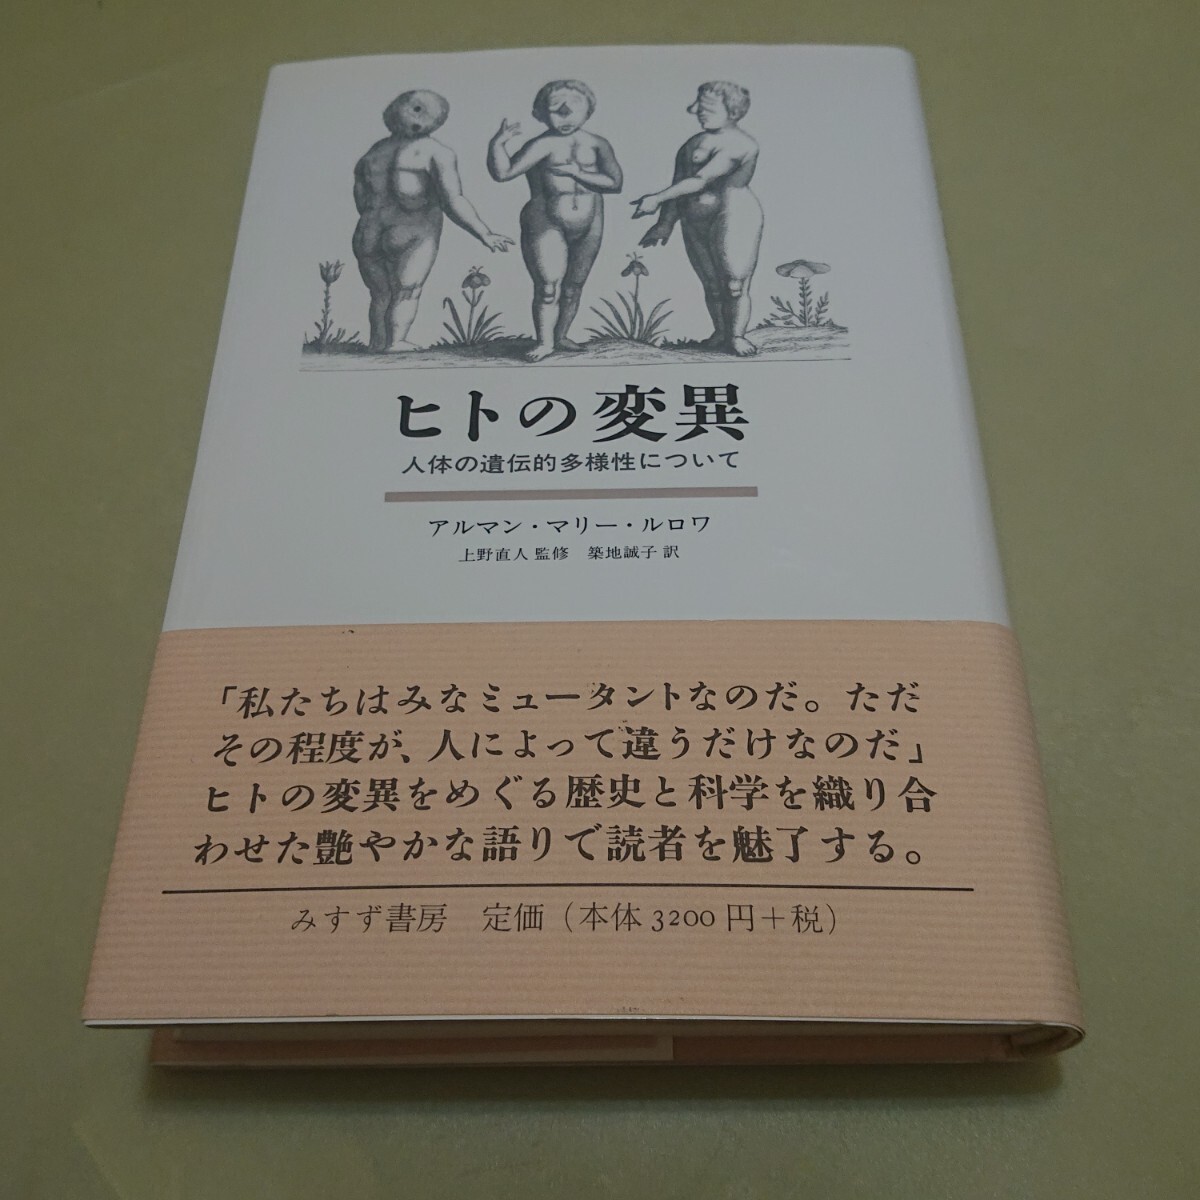 ヒトの変異
人体の遺伝的多様性について
アルマン・マリー・ルロワ
上野直人 監修 築地誠子 訳
「私たちはみなミュータントなのだ。ただ
その程度が、人によって違うだけなのだ」
ヒトの変異をめぐる歴史と科学を織り合
わせた艶やかな語りで読者を魅了する。
みすず書房 定価（本体 3200 円＋税）